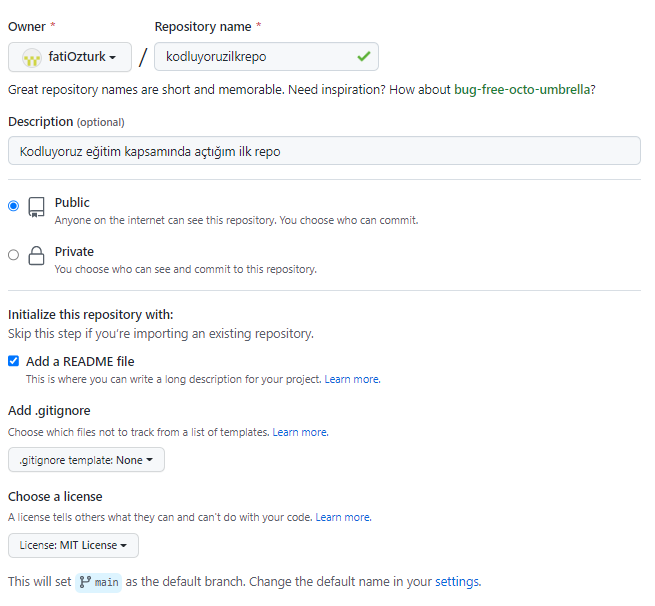 Owner * Repository name *
fatiOzturk / kodluyoruzilkrepo
Great repository names are short and memorable. Need inspiration? How about bug-free-octo-umbrella?
Description (optional)
Kodluyoruz eğitim kapsamında açtığım ilk repo
Public
Anyone on the internet can see this repository. You choose who can commit.
Private
You choose who can see and commit to this repository.
Initialize this repository with:
Skip this step if you're importing an existing repository.
Add a README file
This is where you can write a long description for your project. Learn more.
Add .gitignore
Choose which files not to track from a list of templates. Learn more.
.gitignore template: None
Choose a license
A license tells others what they can and can't do with your code. Learn more.
License: MIT License
This will set main as the default branch. Change the default name in your settings.